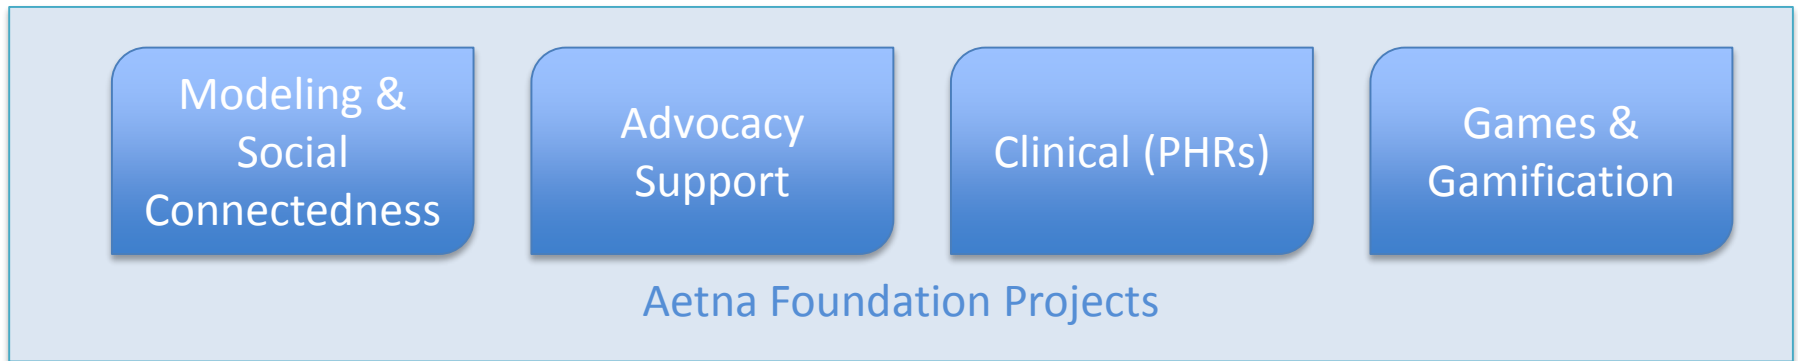 Modeling &
Social
Connectedness
Advocacy
Support
Clinical (PHRs)
Games &
Gamification
Aetna Foundation Projects